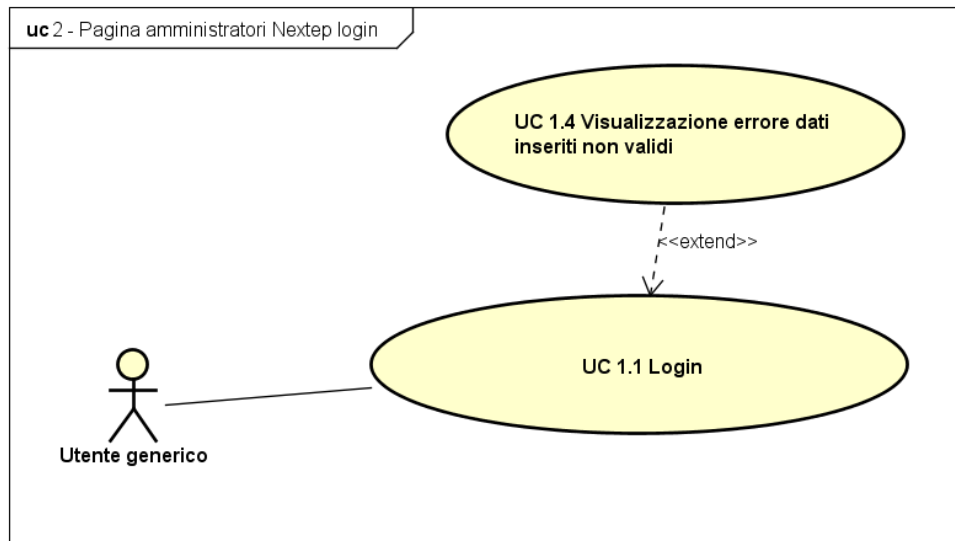 uc 2 - Pagina amministratori Nextep login
UC 1.4 Visualizzazione errore dati
inseriti non validi
<<extend>>
UC 1.1 Login
Utente generico